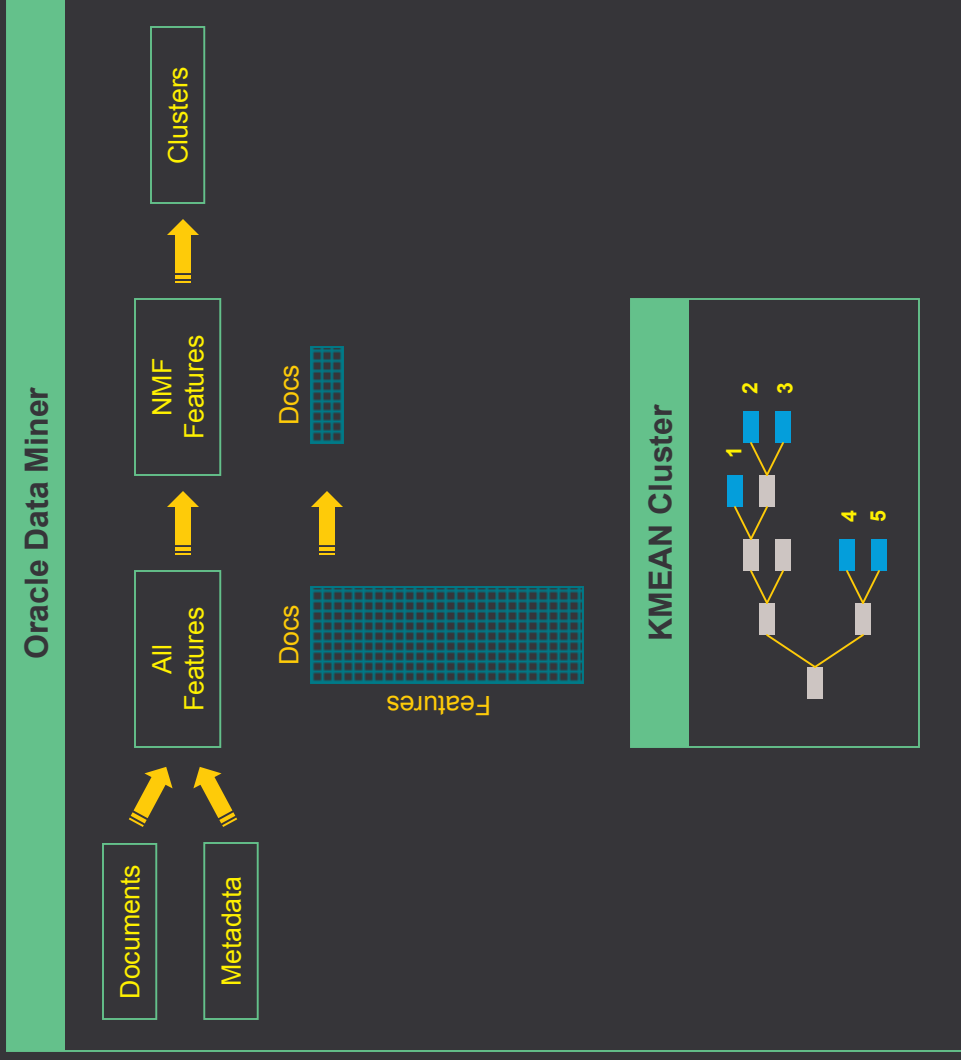 Oracle Data Miner
Documents
Metadata
All
Features
NMF
Features
Clusters
Docs
Docs
Features
KMEAN Cluster
1
2
3
4
5